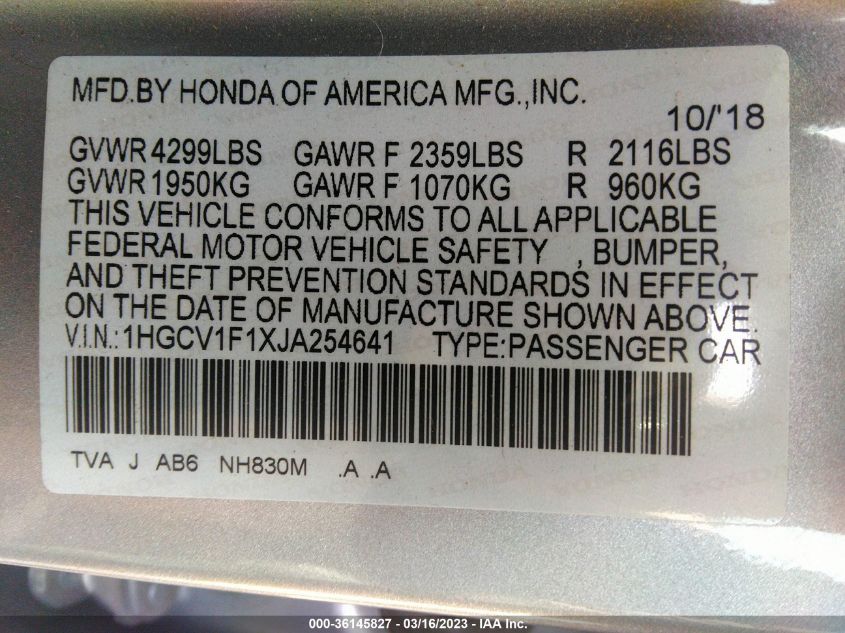 MFD.BY HONDA OF AMERICA MFG.,INC.
10/'18
GVWR 4299LBS GAWR F 2359LBS R 2116LBS
GVWR 1950KG GAWR F 1070KG R 960KG
THIS VEHICLE CONFORMS TO ALL APPLICABLE
FEDERAL MOTOR VEHICLE SAFETY , BUMPER,
AND THEFT PREVENTION STANDARDS IN EFFECT
ON THE DATE OF MANUFACTURE SHOWN ABOVE.
V.I.N.:1HGCV1F1XJA254641 TYPE:PASSENGER CAR
TVA J AB6 NH830M .A .A
000-36145827 - 03/16/2023 - IAA Inc.